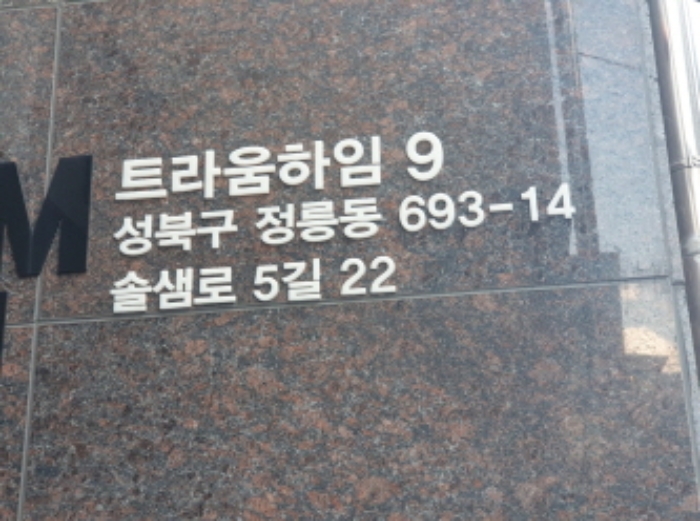 M
트라움하임 9
성북구 정릉동 693-14
솔샘로 5길 22